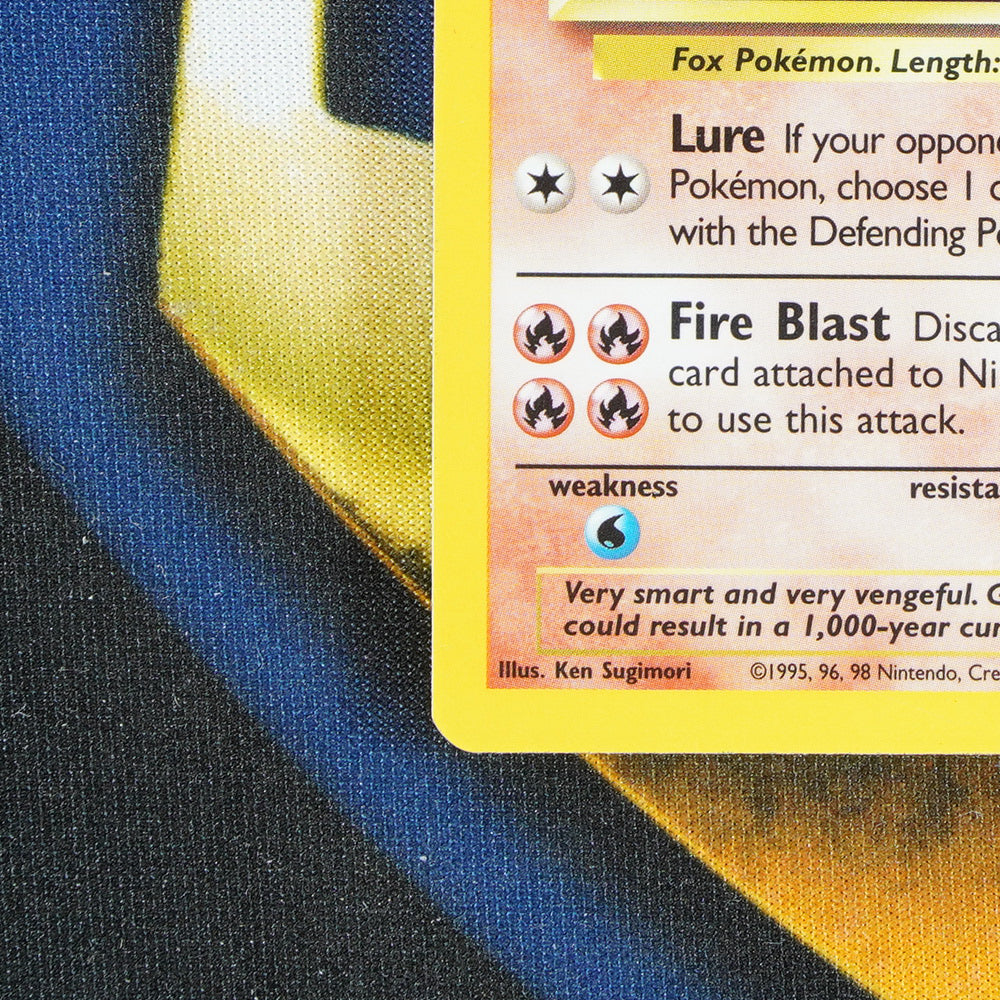 Fox Pokémon. Length:
Lure If your oppon
Pokémon, choose 1
with the Defending
Fire Blast Disca
card attached to Ni
to use this attack.
weakness resista
Very smart and very vengeful.
could result in a 1,000-year cur
Illus. Ken Sugimori ©1995, 96, 98 Nintendo, Cre